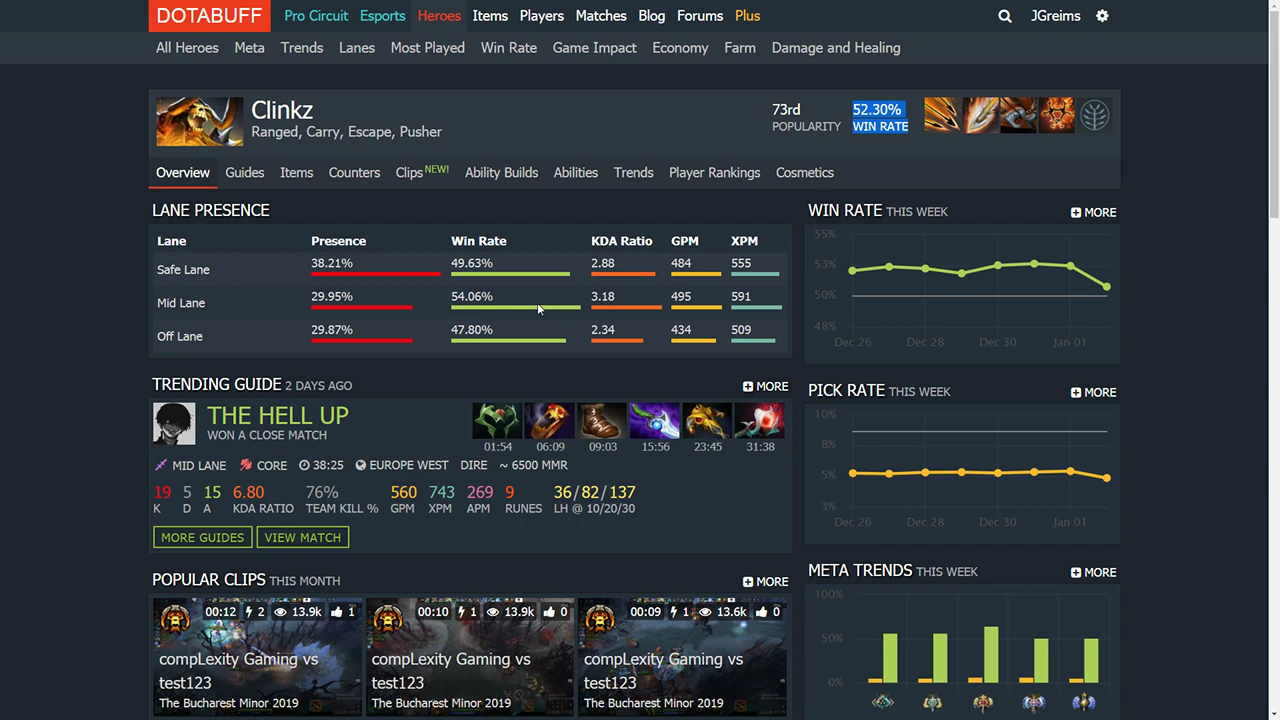 DOTABUFF Pro Circuit Esports Heroes Items Players Matches Blog Forums Plus JGreims
All Heroes Meta Trends Lanes Most Played Win Rate Game Impact Economy Farm Damage and Healing
Clinkz
Ranged, Carry, Escape, Pusher
73rd
POPULARITY
52.30%
WIN RATE
Overview Guides Items Counters Clips NEW! Ability Builds Abilities Trends Player Rankings Cosmetics
LANE PRESENCE
Lane Presence Win Rate KDA Ratio GPM XPM
Safe Lane 38.21% 49.63% 2.88 484 555
Mid Lane 29.95% 54.06% 3.18 495 591
Off Lane 29.87% 47.80% 2.34 434 509
TRENDING GUIDE 2 DAYS AGO MORE
THE HELL UP
WON A CLOSE MATCH
01:54 06:09 09:03 15:56 23:45 31:38
MID LANE CORE 38:25 EUROPE WEST DIRE ~ 6500 MMR
19 5 15 6.80 76% 560 743 269 9 36/82/137
K D A KDA RATIO TEAM KILL % GPM XPM APM RUNES LH @ 10/20/30
MORE GUIDES VIEW MATCH
POPULAR CLIPS THIS MONTH MORE
00:12 2 13.9k 1
compLexity Gaming vs
test123
The Bucharest Minor 2019
00:10 1 13.9k 0
compLexity Gaming vs
test123
The Bucharest Minor 2019
00:09 1 13.6k 0
compLexity Gaming vs
test123
The Bucharest Minor 2019
WIN RATE THIS WEEK MORE
55%
53%
50%
48%
Dec 26 Dec 28 Dec 30 Jan 01
PICK RATE THIS WEEK MORE
10%
8%
5%
3%
Dec 26 Dec 28 Dec 30 Jan 01
META TRENDS THIS WEEK MORE
100%
50%
0%